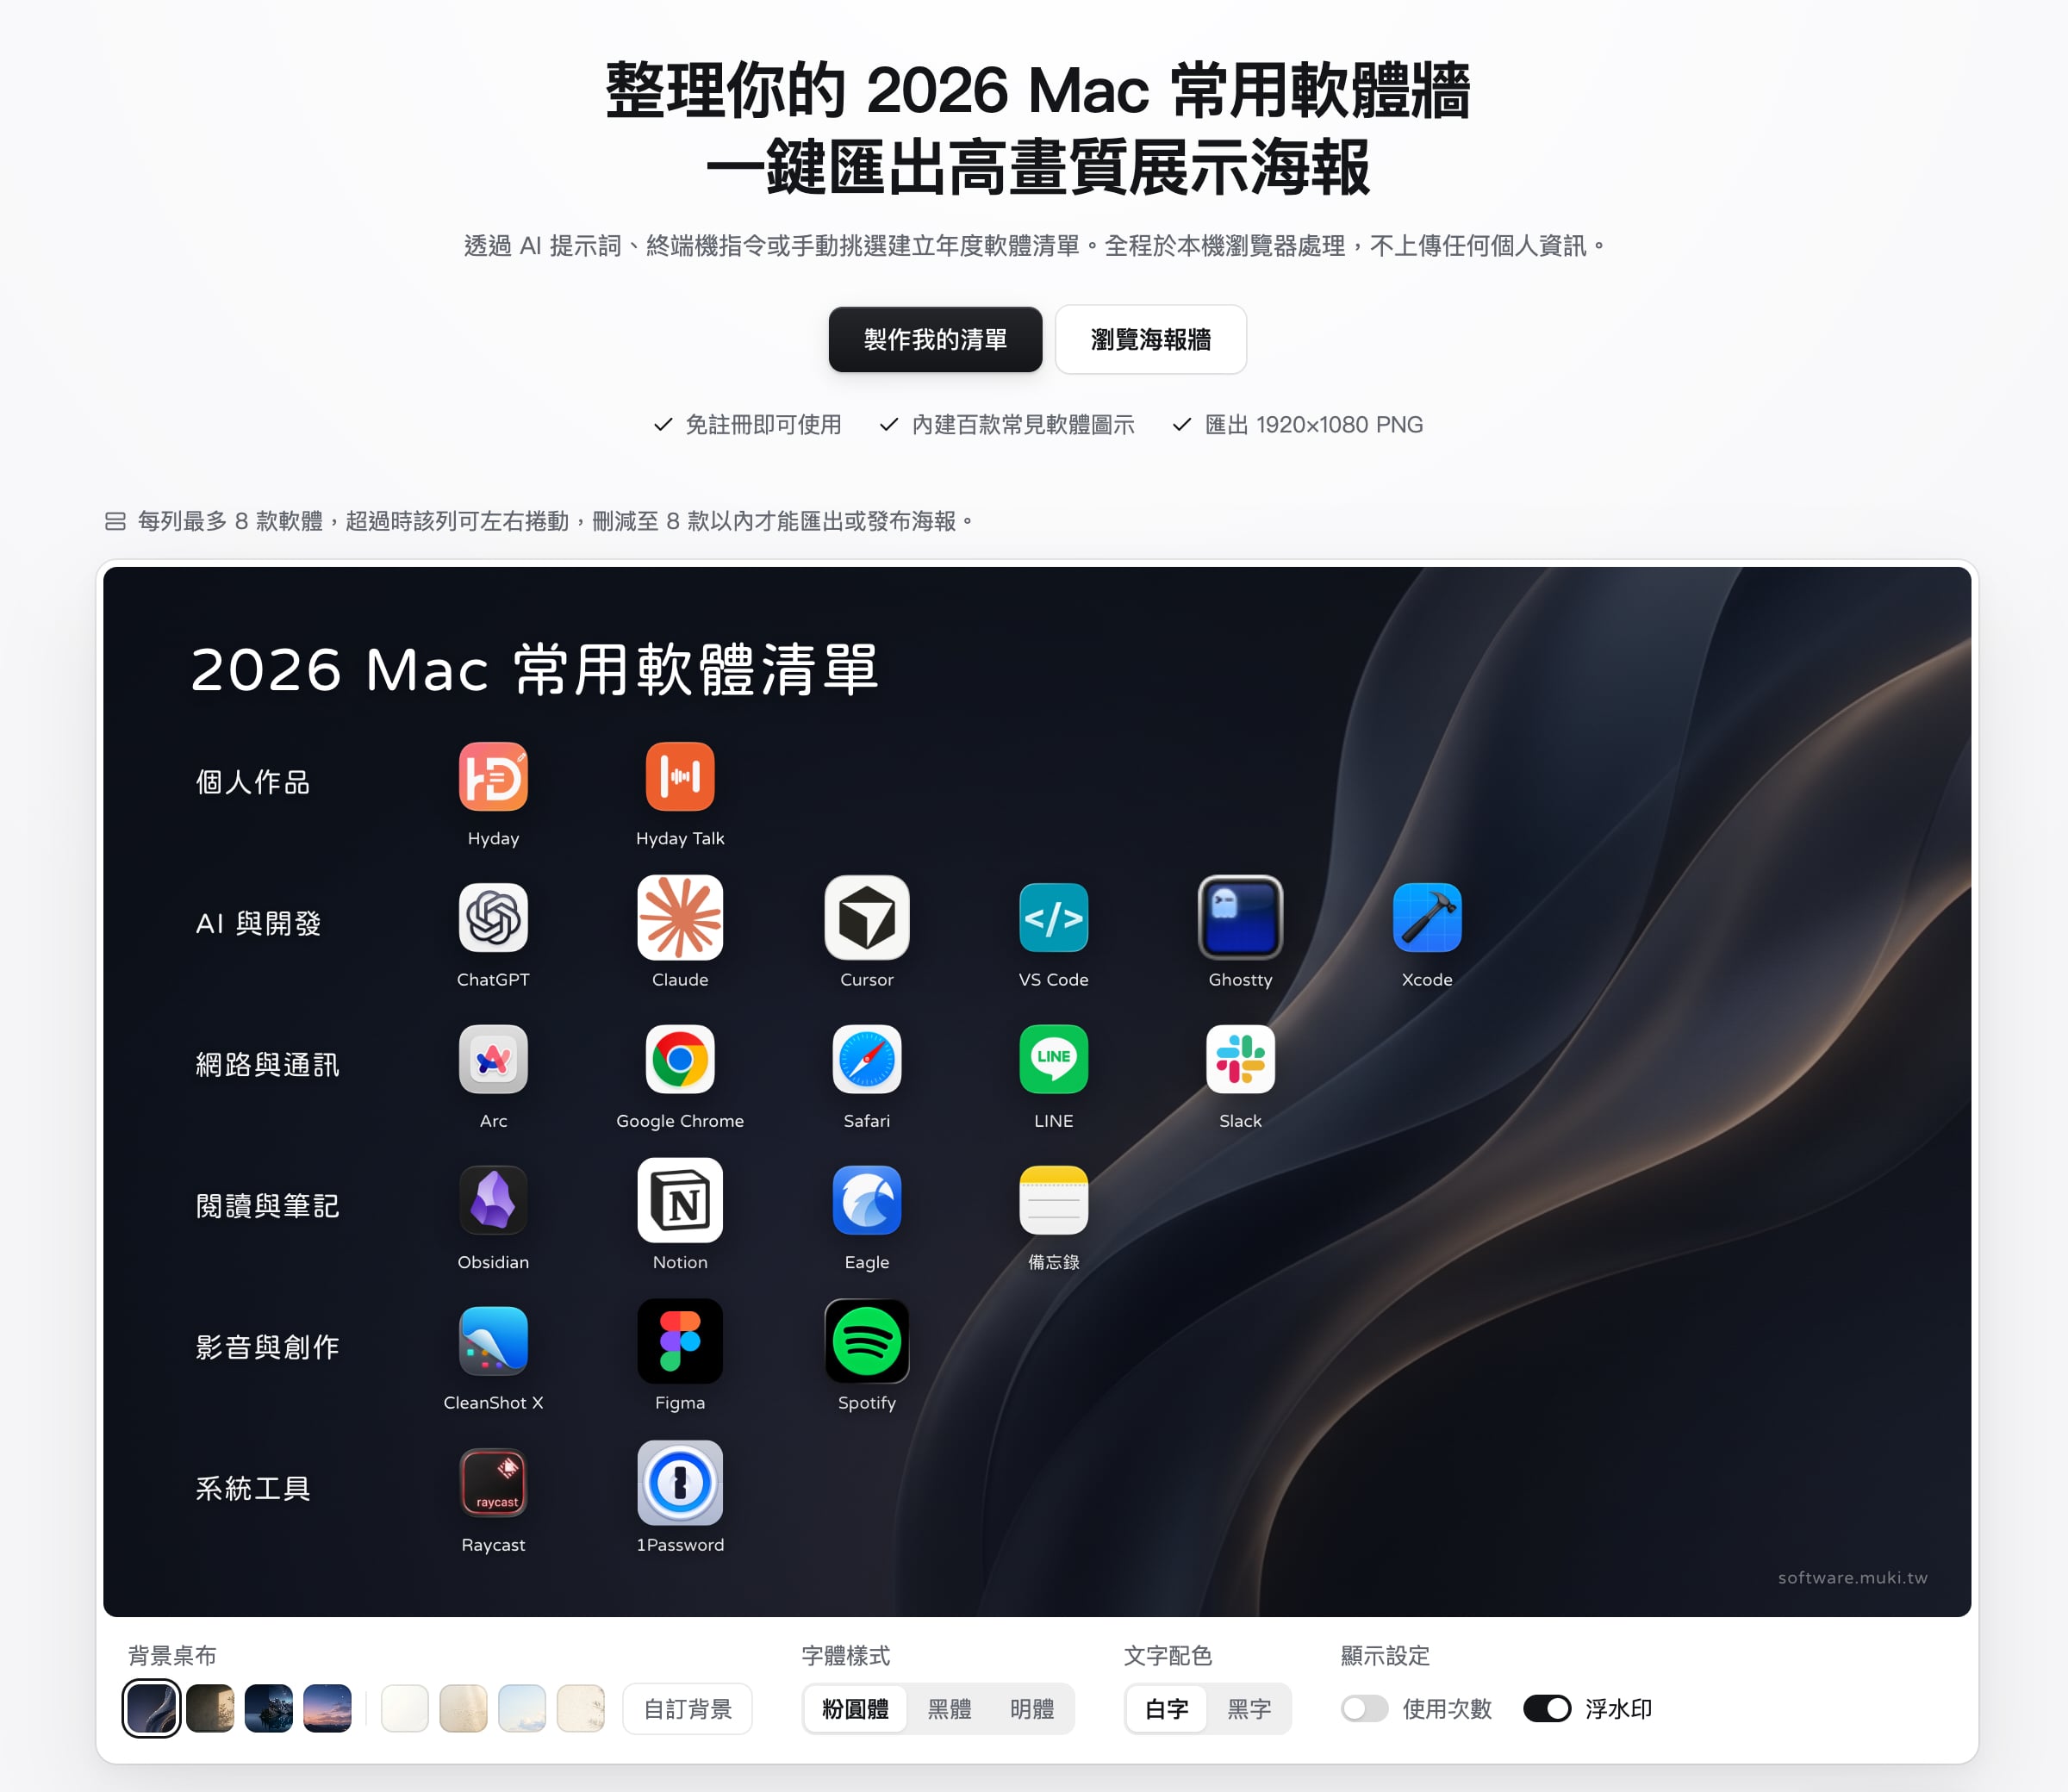 整理你的 2026 Mac 常用軟體牆
一鍵匯出高畫質展示海報
透過 AI 提示詞、終端機指令或手動挑選建立年度軟體清單。全程於本機瀏覽器處理，不上傳任何個人資訊。
製作我的清單 瀏覽海報牆
免註冊即可使用 內建百款常見軟體圖示 匯出 1920×1080 PNG
每列最多 8 款軟體，超過時該列可左右捲動，刪減至 8 款以內才能匯出或發布海報。
2026 Mac 常用軟體清單
個人作品
Hyday Hyday Talk
AI 與開發
ChatGPT Claude Cursor VS Code Ghostty Xcode
網路與通訊
LINE
Arc Google Chrome Safari LINE Slack
閱讀與筆記
Obsidian Notion Eagle 備忘錄
影音與創作
CleanShot X Figma Spotify
系統工具
raycast
Raycast 1Password
software.muki.tw
背景桌布 字體樣式 文字配色 顯示設定
自訂背景 粉圓體 黑體 明體 白字 黑字 使用次數 浮水印